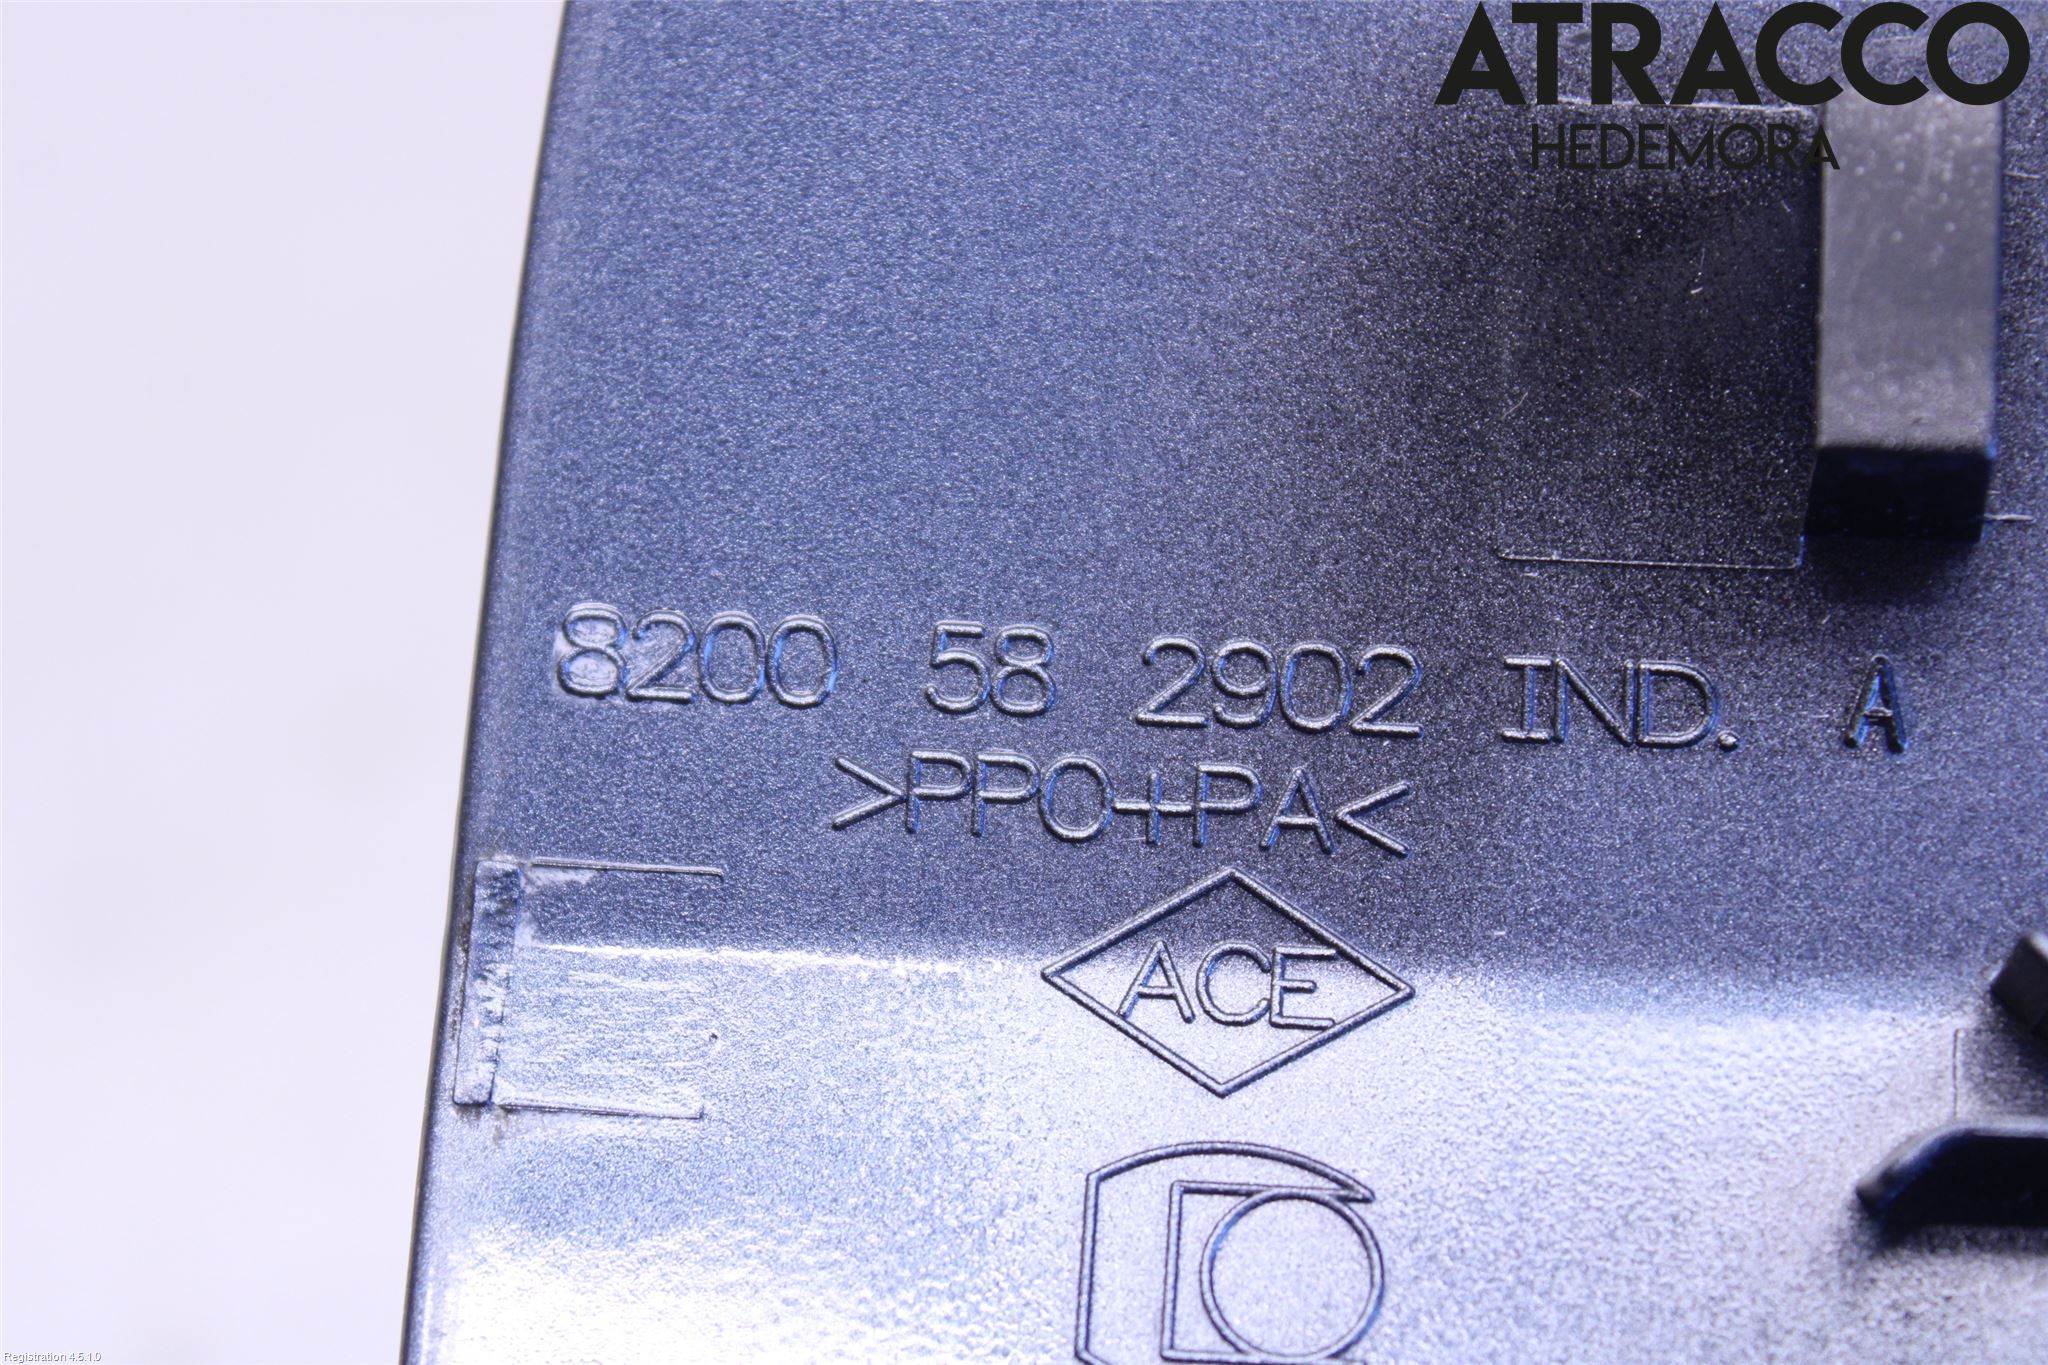 ATRACCO
HEDEMORA
8200 58 2902 IND. A
>PPO+PA<
ACE
Registration 4.5.1.0